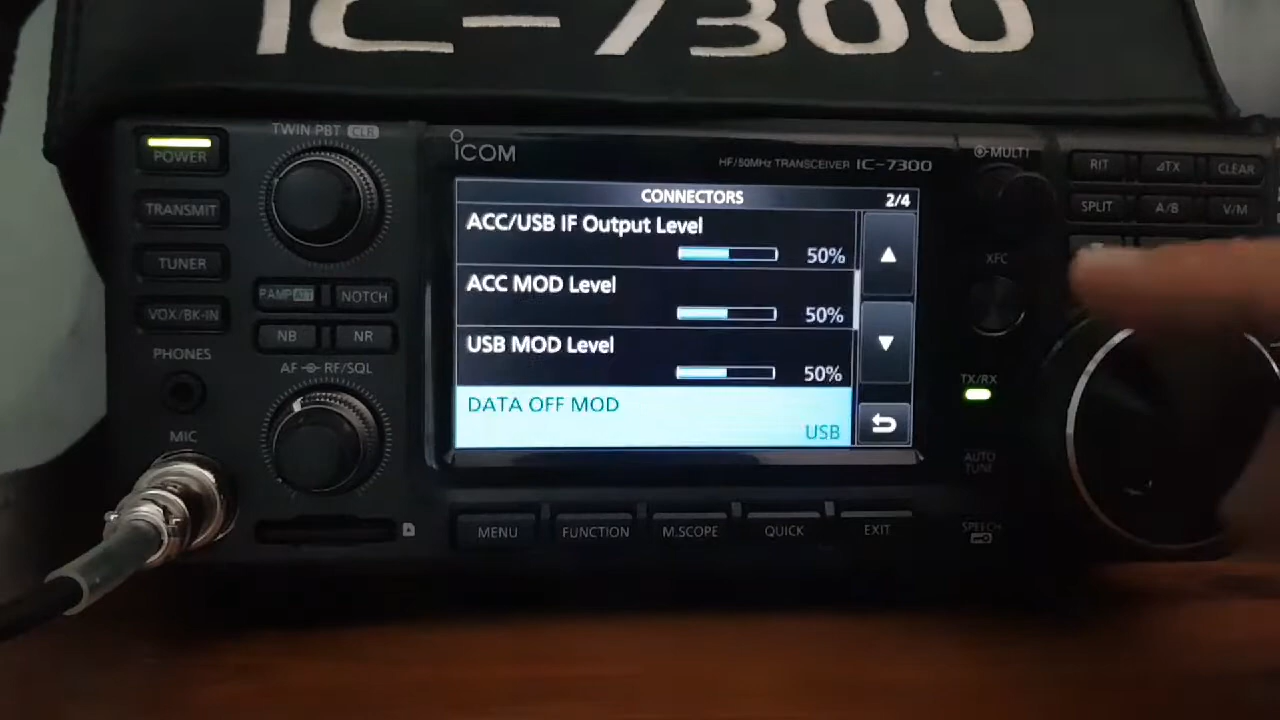 IC-7300
TWIN PBT CLR
POWER
TRANSMIT
TUNER
VOX/BK-IN
P.AMP ATT
NOTCH
NB
NR
PHONES
AF RF/SQL
MIC
ICOM
HF/50MHz TRANSCEIVER IC-7300
CONNECTORS
2/4
ACC/USB IF Output Level
50%
ACC MOD Level
50%
USB MOD Level
50%
DATA OFF MOD
USB
MENU
FUNCTION
M.SCOPE
QUICK
EXIT
MULTI
XFC
TX/RX
AUTO
TUNE
SPEECH
RIT
⊿TX
CLEAR
SPLIT
A/B
V/M